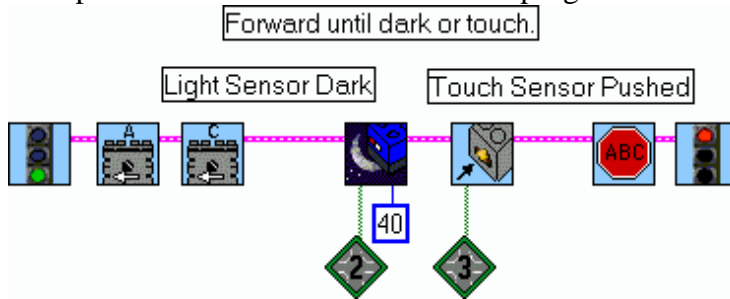 Forward until dark or touch.
Light Sensor Dark
Touch Sensor Pushed
A
C
ABC
40
2
3